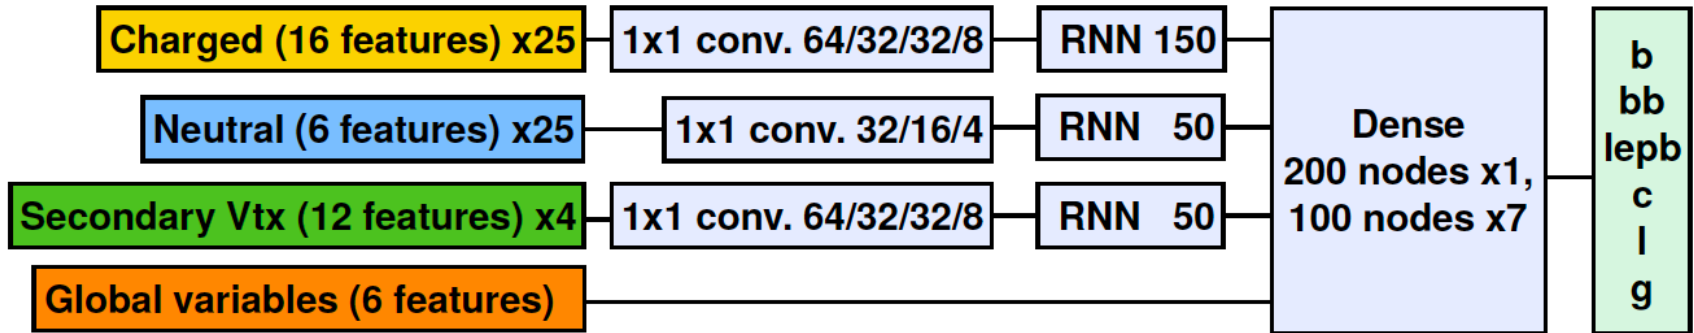 Charged (16 features) x25
1x1 conv. 64/32/32/8
RNN 150
Neutral (6 features) x25
1x1 conv. 32/16/4
RNN 50
Secondary Vtx (12 features) x4
1x1 conv. 64/32/32/8
RNN 50
Global variables (6 features)
Dense
200 nodes x1,
100 nodes x7
b
bb
lepb
c
l
g